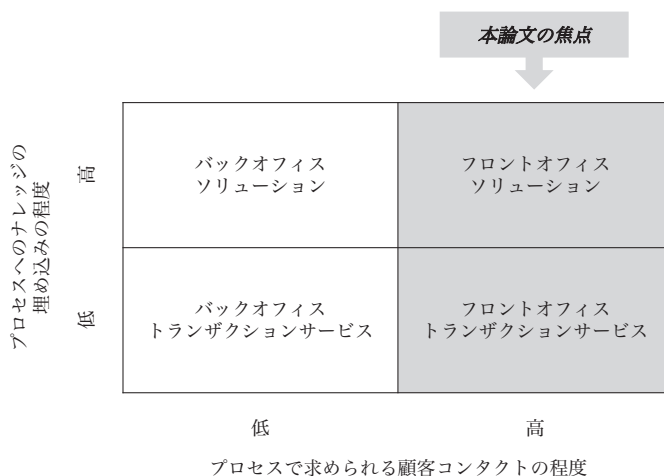 本論文の焦点
プロセスへのナレッジの
埋め込みの程度
高
バックオフィス
ソリューション
フロントオフィス
ソリューション
低
バックオフィス
トランザクションサービス
フロントオフィス
トランザクションサービス
低
高
プロセスで求められる顧客コンタクトの程度